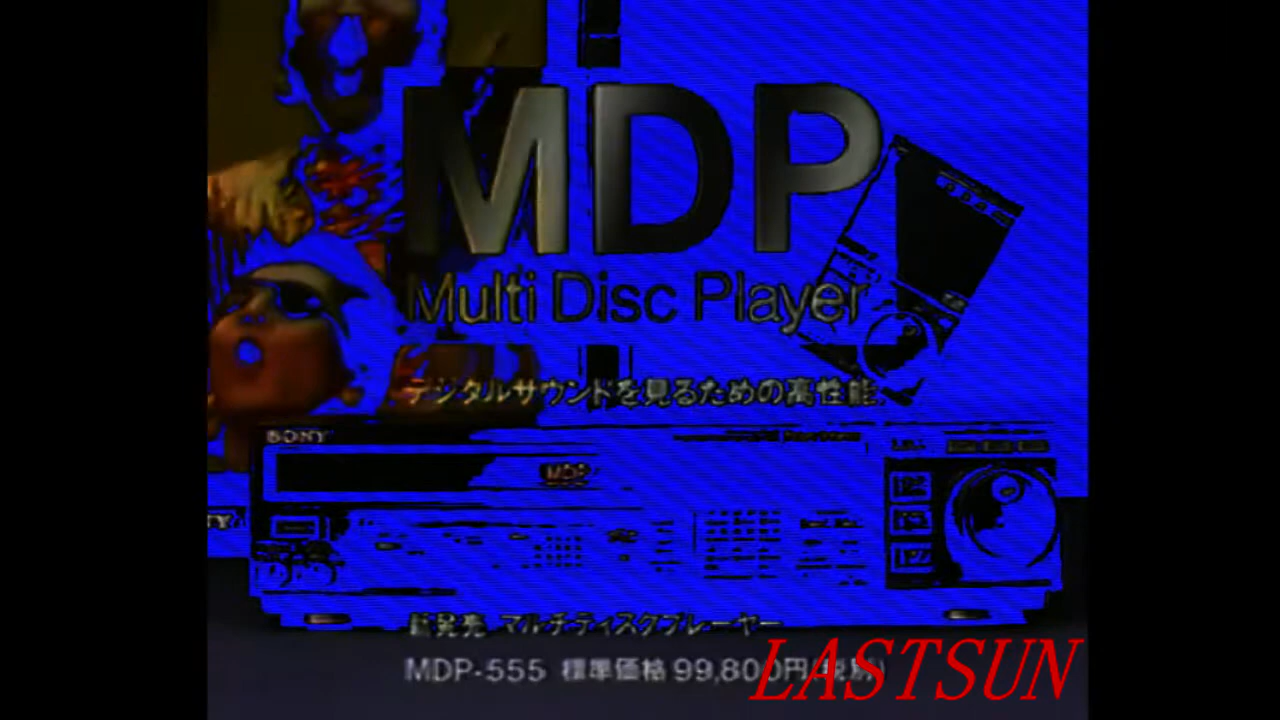 MDP
Multi Disc Player
デジタルサウンドを見るための高性能。
SONY
MDP
新発売 マルチディスクプレーヤー
MDP-555 標準価格99,800円(税別)
LASTSUN